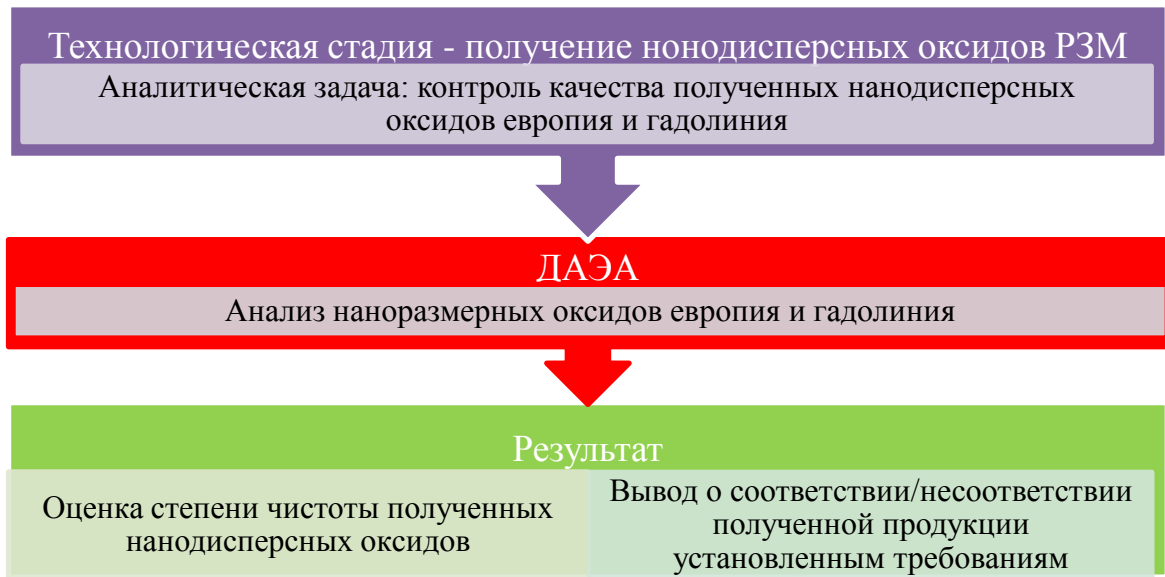 Технологическая стадия - получение нонодисперсных оксидов РЗМ
Аналитическая задача: контроль качества полученных нанодисперсных
оксидов европия и гадолиния
ДАЭА
Анализ наноразмерных оксидов европия и гадолиния
Результат
Оценка степени чистоты полученных
нанодисперсных оксидов
Вывод о соответствии/несоответствии
полученной продукции
установленным требованиям